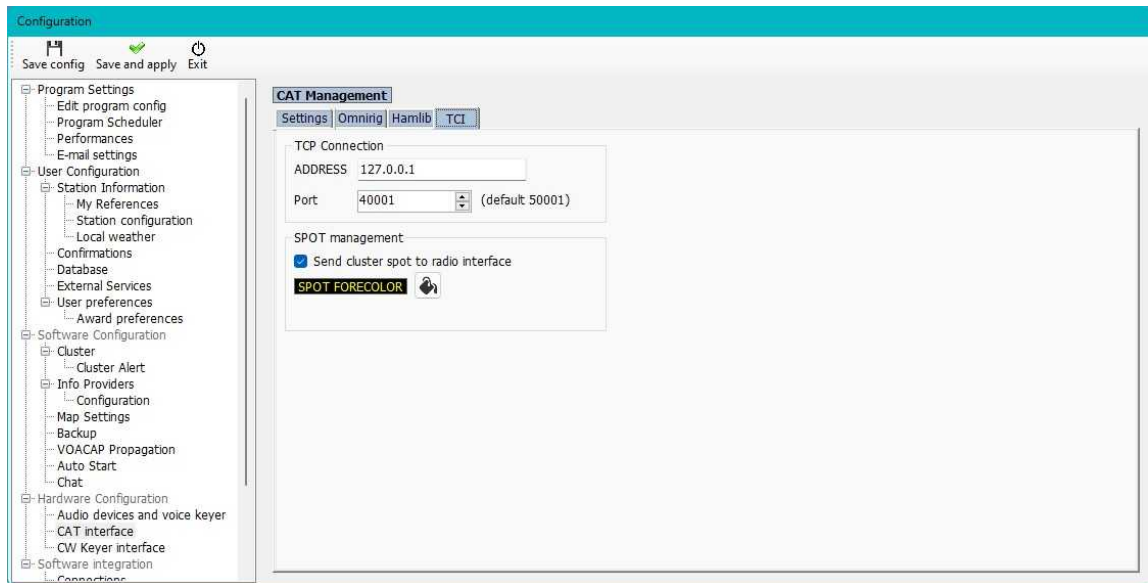 Configuration
Save config Save and apply Exit
Program Settings
Edit program config
Program Scheduler
Performances
E-mail settings
User Configuration
Station Information
My References
Station configuration
Local weather
Confirmations
Database
External Services
User preferences
Award preferences
Software Configuration
Cluster
Cluster Alert
Info Providers
Configuration
Map Settings
Backup
VOACAP Propagation
Auto Start
Chat
Hardware Configuration
Audio devices and voice keyer
CAT interface
CW Keyer interface
Software integration
Connections
CAT Management
Settings Omnirig Hamlib TCI
TCP Connection
ADDRESS 127.0.0.1
Port 40001 (default 50001)
SPOT management
Send cluster spot to radio interface
SPOT FORECOLOR